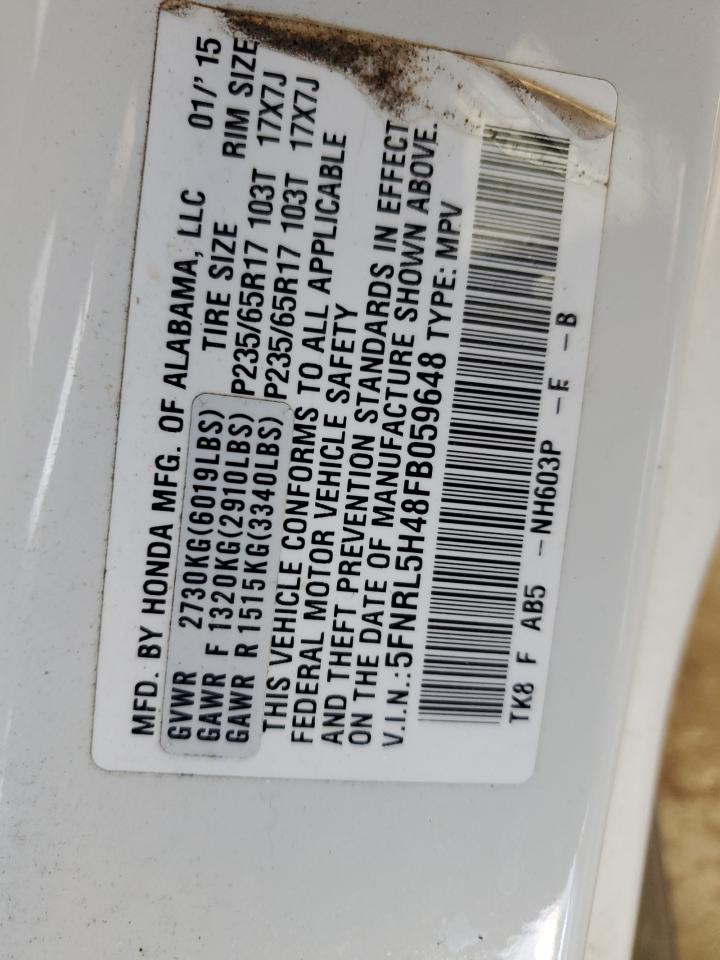 MFD. BY HONDA MFG. OF ALABAMA, LLC 01/'15
GVWR 2730KG(6019LBS) TIRE SIZE RIM SIZE
GAWR F 1320KG(2910LBS) P235/65R17 103T 17X7J
GAWR R 1515KG(3340LBS) P235/65R17 103T 17X7J
THIS VEHICLE CONFORMS TO ALL APPLICABLE
FEDERAL MOTOR VEHICLE SAFETY
AND THEFT PREVENTION STANDARDS IN EFFECT
ON THE DATE OF MANUFACTURE SHOWN ABOVE.
V.I.N.:5FNRL5H48FB059648 TYPE: MPV
TK8 F AB5 -NH603P -E -B